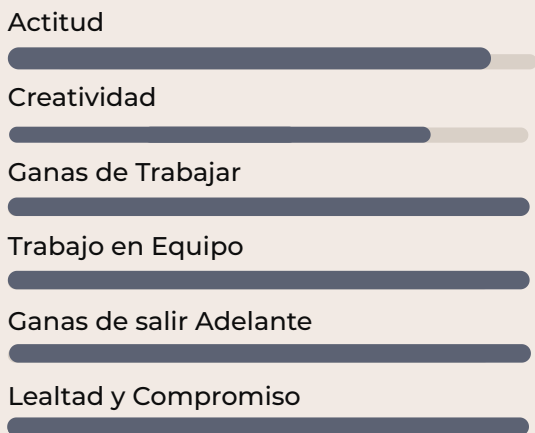 Actitud
Creatividad
Ganas de Trabajar
Trabajo en Equipo
Ganas de salir Adelante
Lealtad y Compromiso